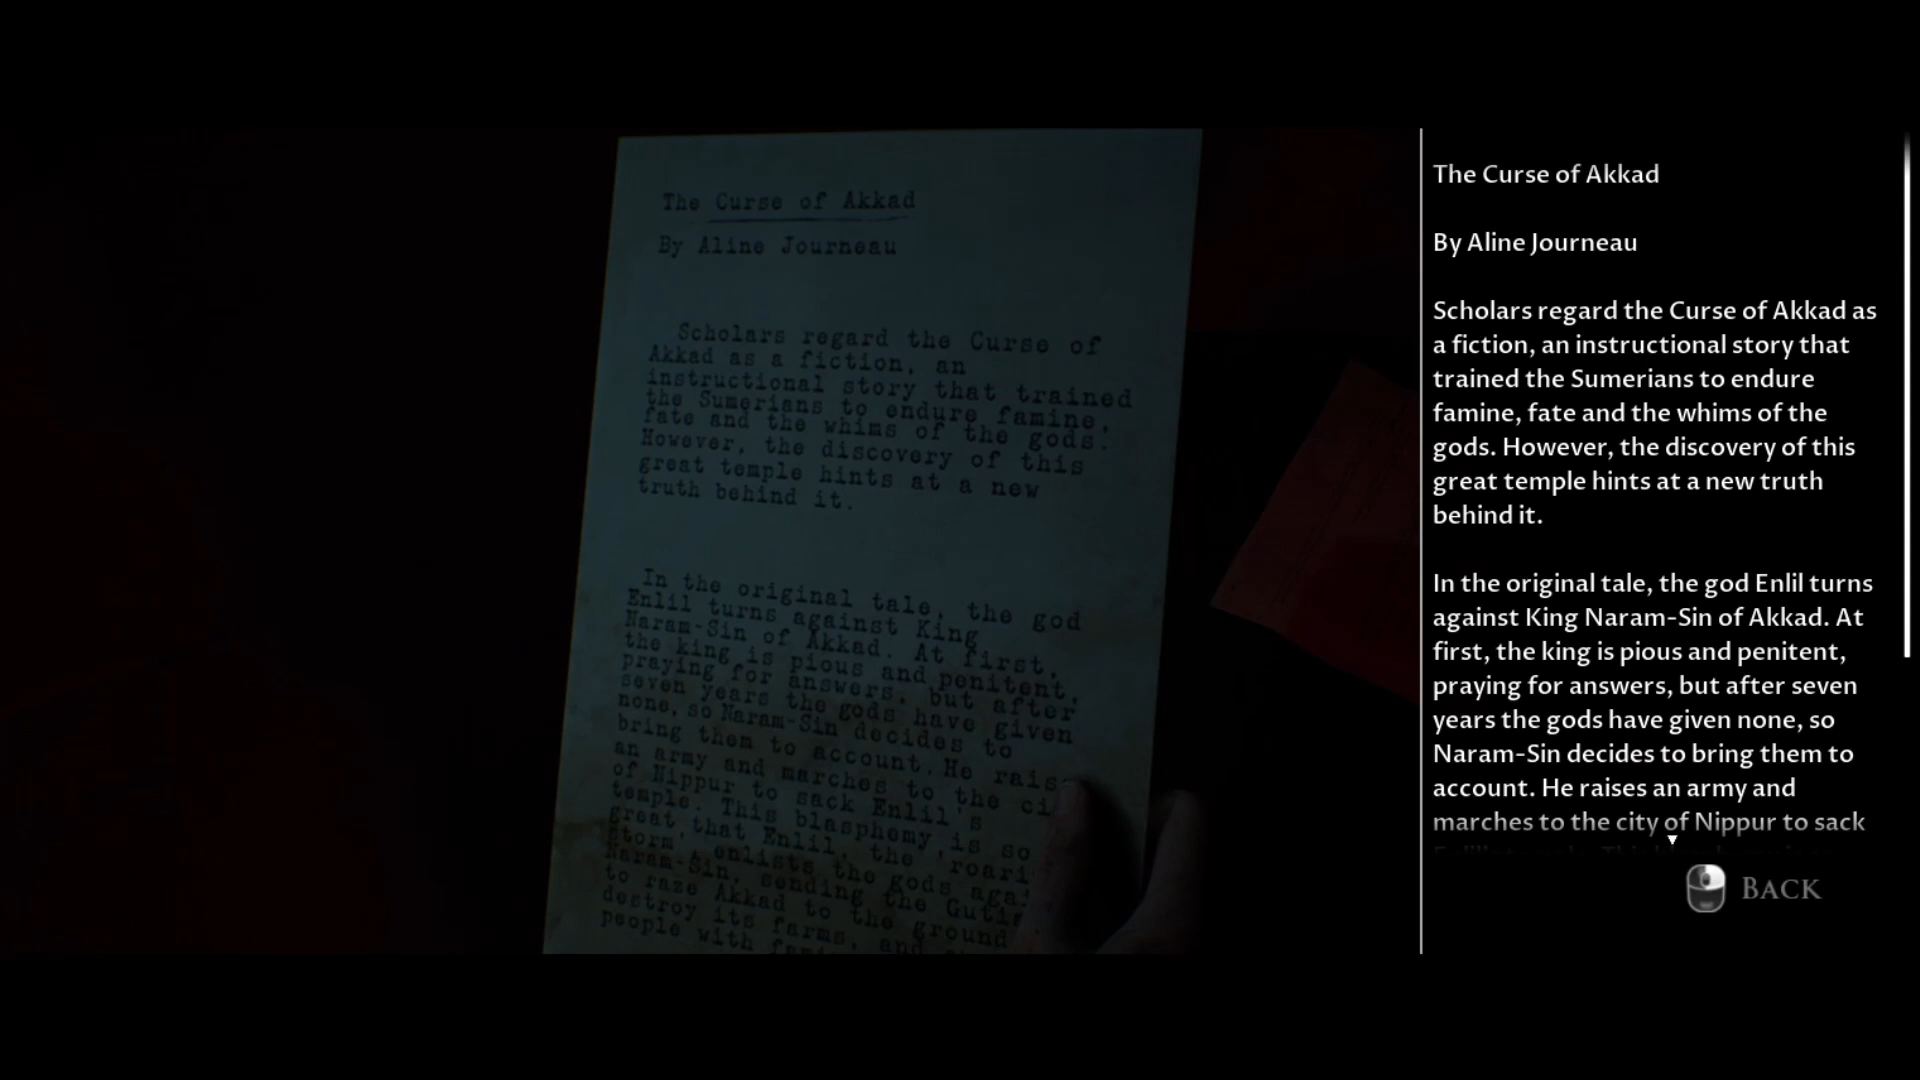 The Curse of Akkad
By Aline Journeau
Scholars regard the Curse of
Akkad as a fiction, an
instructional story that trained
the Sumerians to endure famine,
fate and the whims of the gods.
However, the discovery of this
great temple hints at a new
truth behind it.
In the original tale, the god
Enlil turns against King
Naram-Sin of Akkad. At first,
the king is pious and penitent,
praying for answers, but after
seven years the gods have given
none, so Naram-Sin decides to
bring them to account. He rais
an army and marches to the ci
of Nippur to sack Enlil's
temple. This blasphemy is so
great that Enlil, the 'roari
storm' enlists the gods agai
Naram-Sin, sending the Gutia
to raze Akkad to the ground
destroy its farms, and
people with fami
The Curse of Akkad
By Aline Journeau
Scholars regard the Curse of Akkad as
a fiction, an instructional story that
trained the Sumerians to endure
famine, fate and the whims of the
gods. However, the discovery of this
great temple hints at a new truth
behind it.
In the original tale, the god Enlil turns
against King Naram-Sin of Akkad. At
first, the king is pious and penitent,
praying for answers, but after seven
years the gods have given none, so
Naram-Sin decides to bring them to
account. He raises an army and
marches to the city of Nippur to sack
BACK